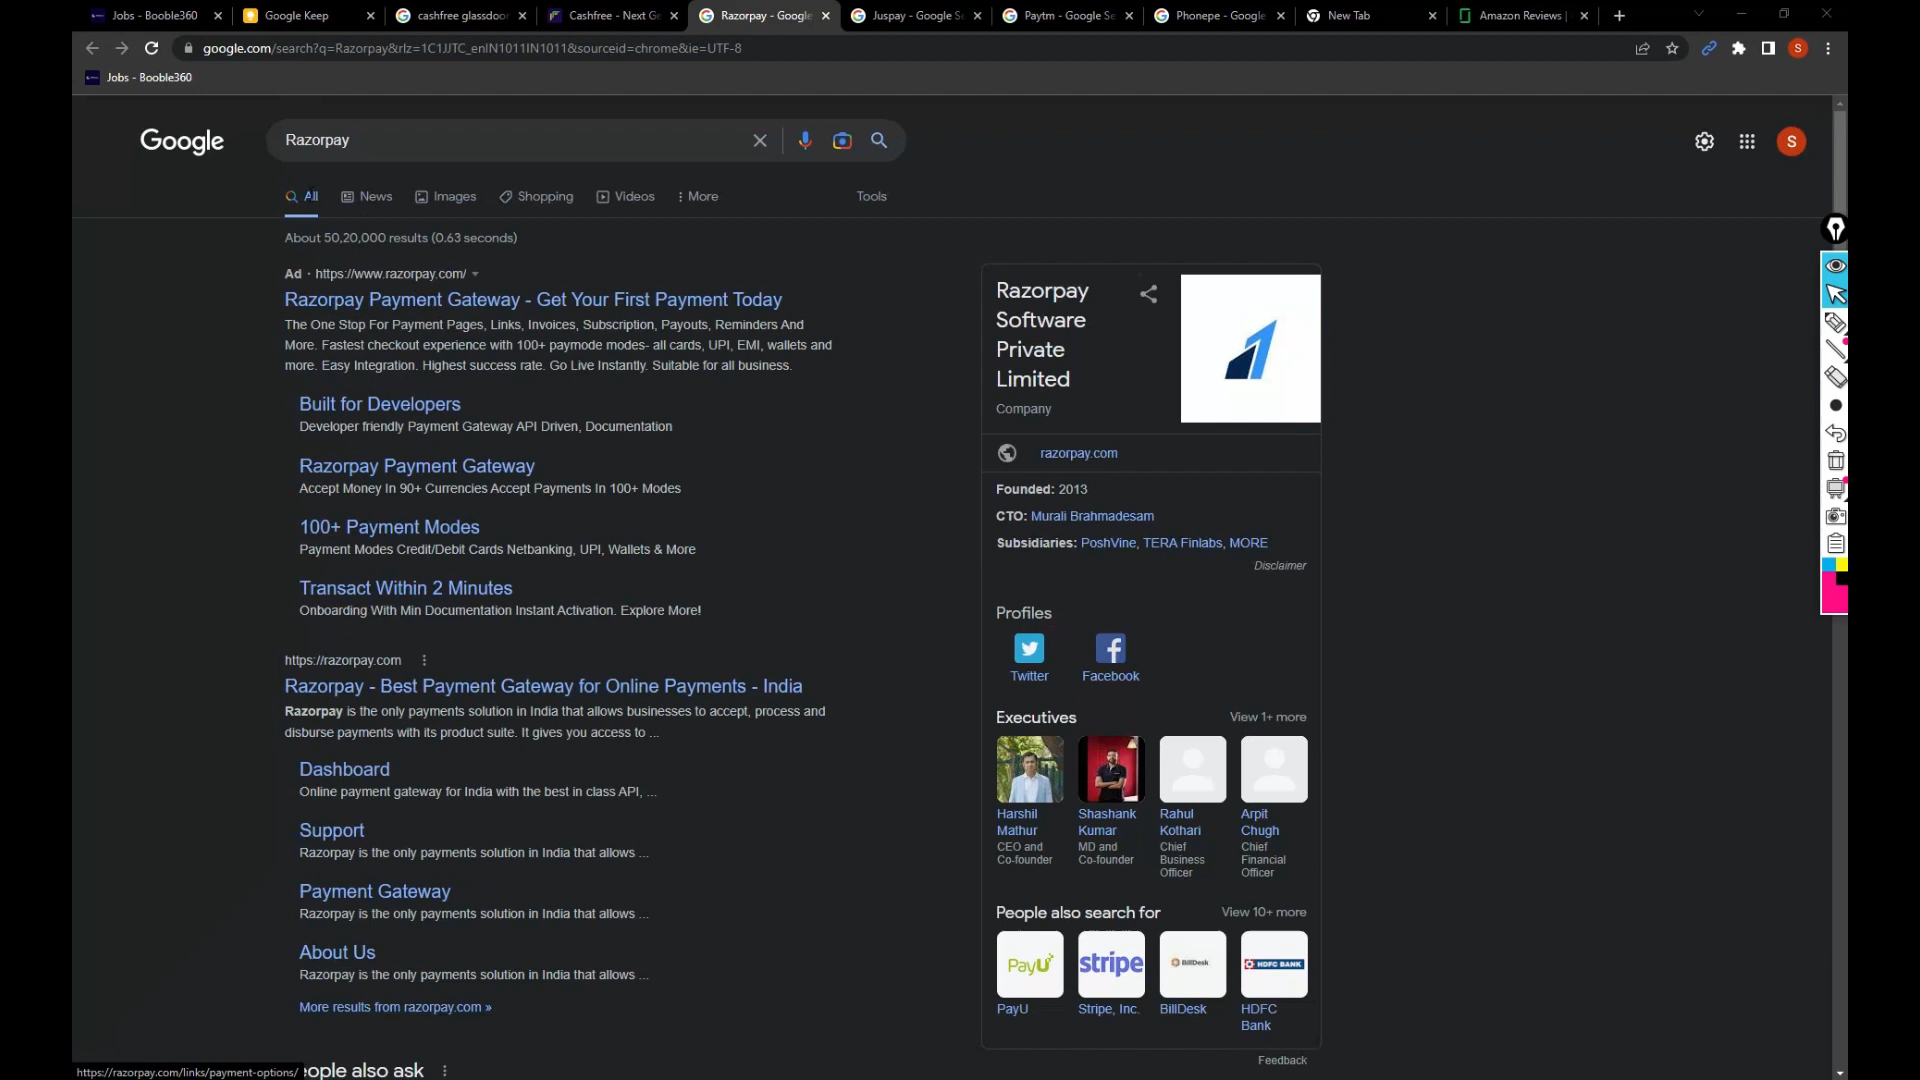 Jobs - Booble360
Google Keep
cashfree glassdoor
Cashfree - Next Ge
Razorpay - Google
Juspay - Google Se
Paytm - Google Se
Phonepe - Google
New Tab
Amazon Reviews |
google.com/search?q=Razorpay&rlz=1C1JJTC_enIN1011IN1011&sourceid=chrome&ie=UTF-8
S
Jobs - Booble360
Google
Razorpay
S
All
News
Images
Shopping
Videos
More
Tools
About 50,20,000 results (0.63 seconds)
Ad · https://www.razorpay.com/
Razorpay Payment Gateway - Get Your First Payment Today
The One Stop For Payment Pages, Links, Invoices, Subscription, Payouts, Reminders And
More. Fastest checkout experience with 100+ paymode modes- all cards, UPI, EMI, wallets and
more. Easy Integration. Highest success rate. Go Live Instantly. Suitable for all business.
Built for Developers
Developer friendly Payment Gateway API Driven, Documentation
Razorpay Payment Gateway
Accept Money In 90+ Currencies Accept Payments In 100+ Modes
100+ Payment Modes
Payment Modes Credit/Debit Cards Netbanking, UPI, Wallets & More
Transact Within 2 Minutes
Onboarding With Min Documentation Instant Activation. Explore More!
https://razorpay.com
Razorpay - Best Payment Gateway for Online Payments - India
Razorpay is the only payments solution in India that allows businesses to accept, process and
disburse payments with its product suite. It gives you access to ...
Dashboard
Online payment gateway for India with the best in class API, ...
Support
Razorpay is the only payments solution in India that allows ...
Payment Gateway
Razorpay is the only payments solution in India that allows ...
About Us
Razorpay is the only payments solution in India that allows ...
More results from razorpay.com »
eople also ask
https://razorpay.com/links/payment-options/
Razorpay
Software
Private
Limited
Company
razorpay.com
Founded: 2013
CTO: Murali Brahmadesam
Subsidiaries: PoshVine, TERA Finlabs, MORE
Disclaimer
Profiles
Twitter
Facebook
Executives
View 1+ more
Harshil
Mathur
CEO and
Co-founder
Shashank
Kumar
MD and
Co-founder
Rahul
Kothari
Chief
Business
Officer
Arpit
Chugh
Chief
Financial
Officer
People also search for
View 10+ more
PayU
stripe
BillDesk
HDFC BANK
PayU
Stripe, Inc.
BillDesk
HDFC
Bank
Feedback